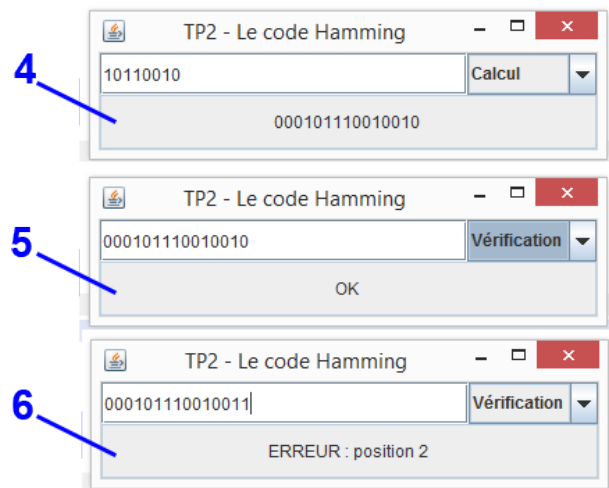 4
TP2 - Le code Hamming
10110010 Calcul
000101110010010
5
TP2 - Le code Hamming
000101110010010 Vérification
OK
6
TP2 - Le code Hamming
000101110010011 Vérification
ERREUR : position 2